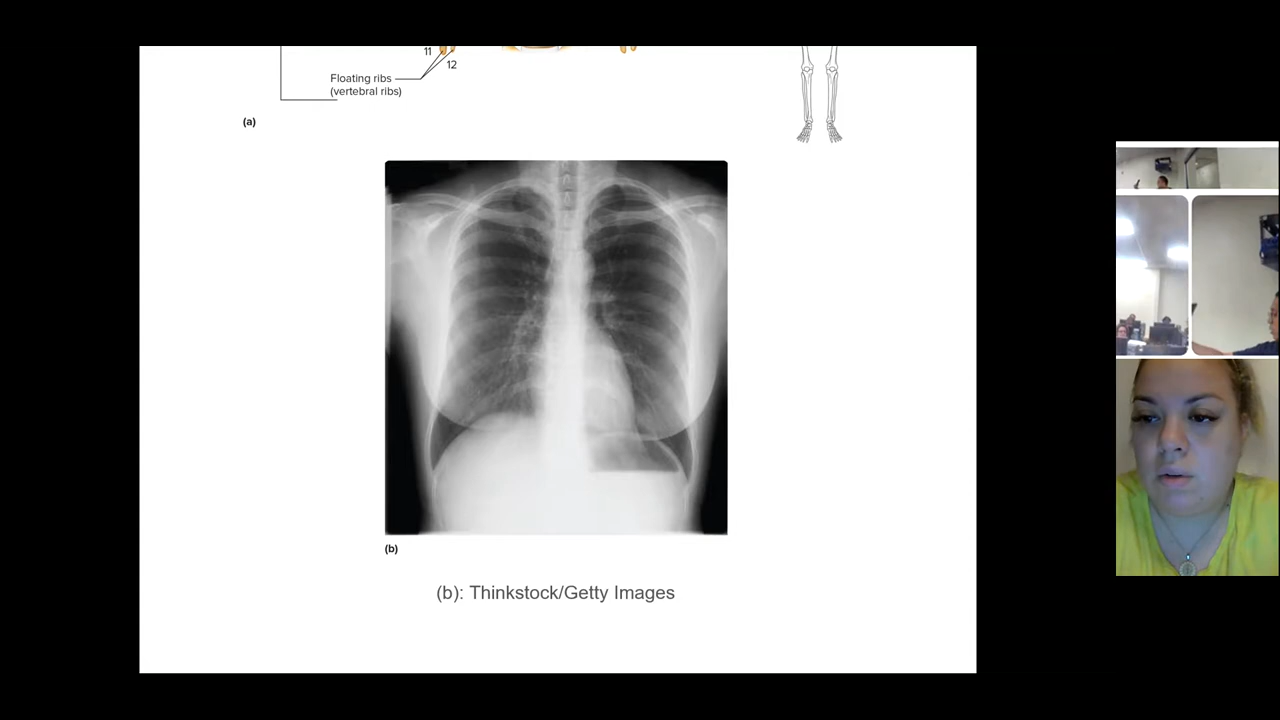 11
12
Floating ribs
(vertebral ribs)
(a)
(b)
(b): Thinkstock/Getty Images